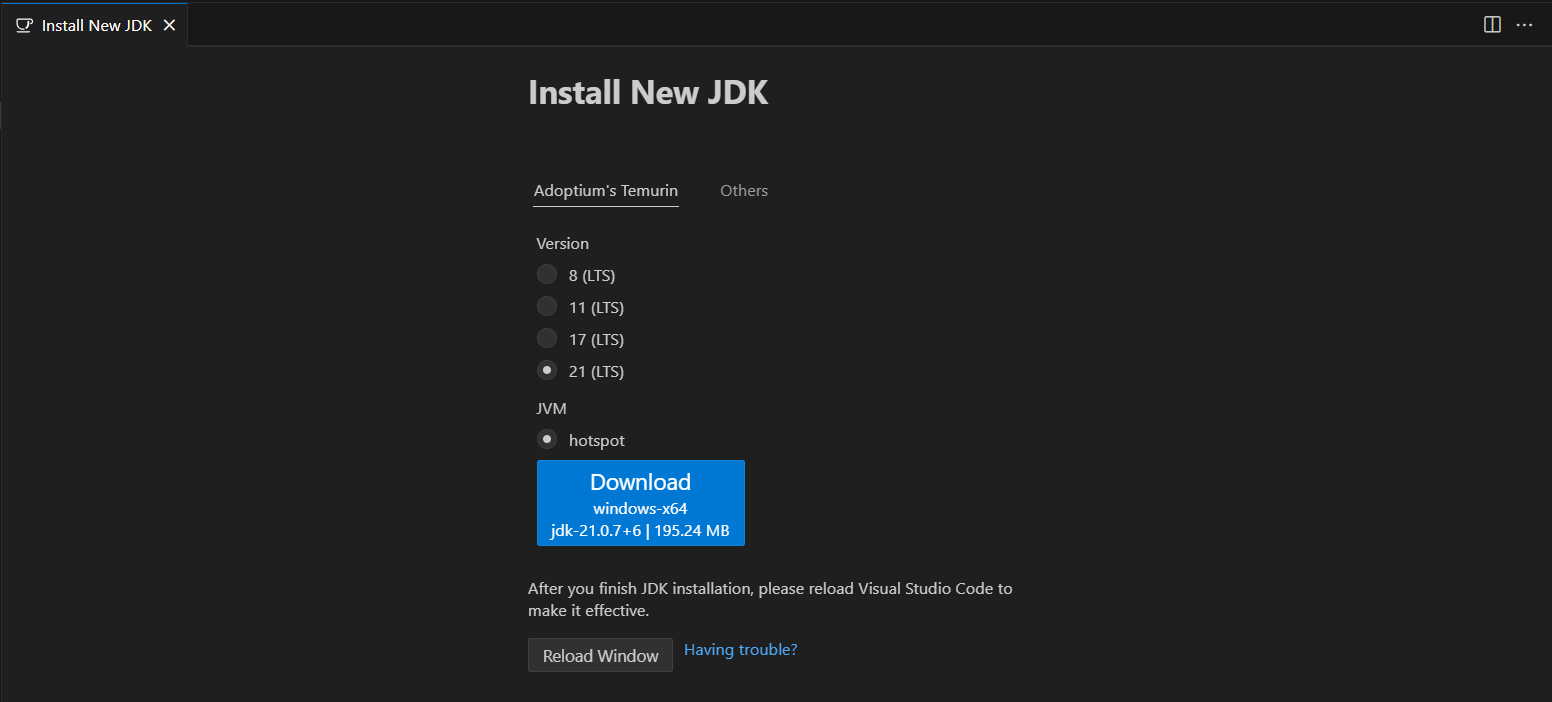 Install New JDK
Install New JDK
Adoptium's Temurin
Others
Version
8 (LTS)
11 (LTS)
17 (LTS)
21 (LTS)
JVM
hotspot
Download
windows-x64
jdk-21.0.7+6 | 195.24 MB
After you finish JDK installation, please reload Visual Studio Code to
make it effective.
Reload Window
Having trouble?